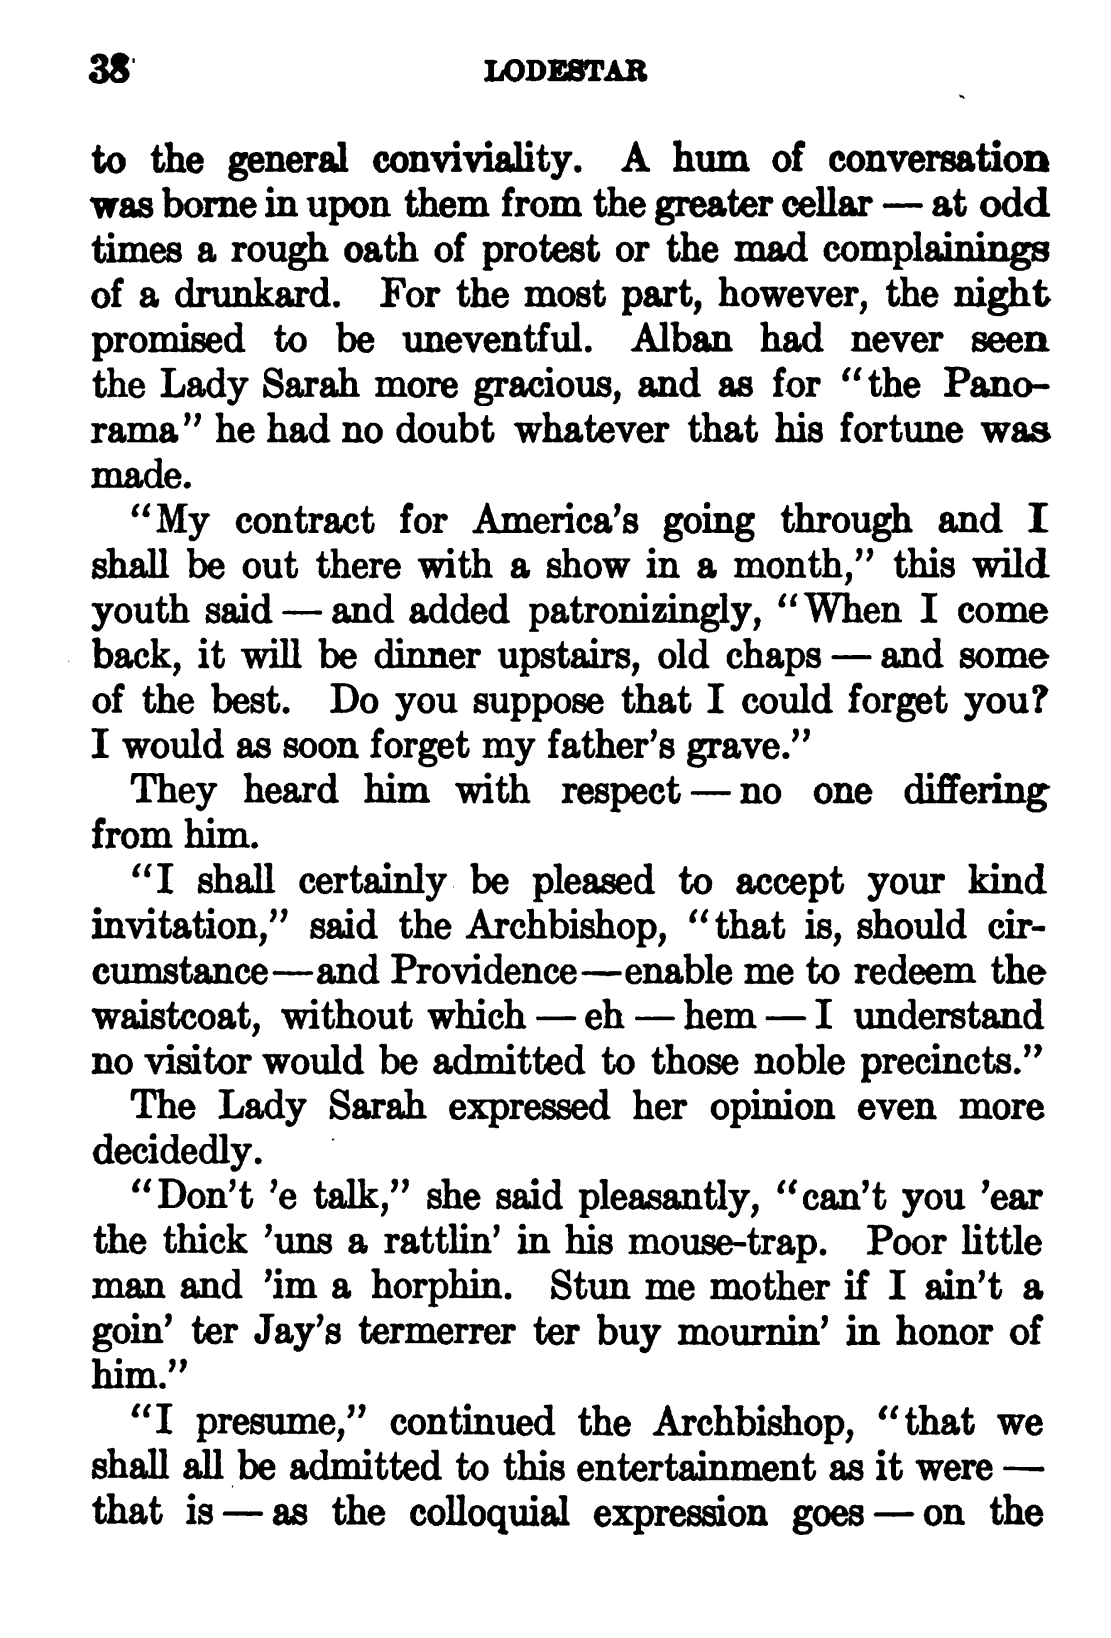 38 LODESTAR
to the general conviviality. A hum of conversation
was borne in upon them from the greater cellar — at odd
times a rough oath of protest or the mad complainings
of a drunkard. For the most part, however, the night
promised to be uneventful. Alban had never seen
the Lady Sarah more gracious, and as for “the Pano-
rama” he had no doubt whatever that his fortune was
made.
“My contract for America’s going through and I
shall be out there with a show in a month,” this wild
youth said — and added patronizingly, “When I come
back, it will be dinner upstairs, old chaps — and some
of the best. Do you suppose that I could forget you?
I would as soon forget my father’s grave.”
They heard him with respect — no one differing
from him.
“I shall certainly be pleased to accept your kind
invitation,” said the Archbishop, “that is, should cir-
cumstance—and Providence—enable me to redeem the
waistcoat, without which — eh — hem — I understand
no visitor would be admitted to those noble precincts.”
The Lady Sarah expressed her opinion even more
decidedly.
“Don’t ’e talk,” she said pleasantly, “can’t you ’ear
the thick ’uns a rattlin’ in his mouse-trap. Poor little
man and ’im a horphin. Stun me mother if I ain’t a
goin’ ter Jay’s termerrer ter buy mournin’ in honor of
him.”
“I presume,” continued the Archbishop, “that we
shall all be admitted to this entertainment as it were —
that is — as the colloquial expression goes — on the